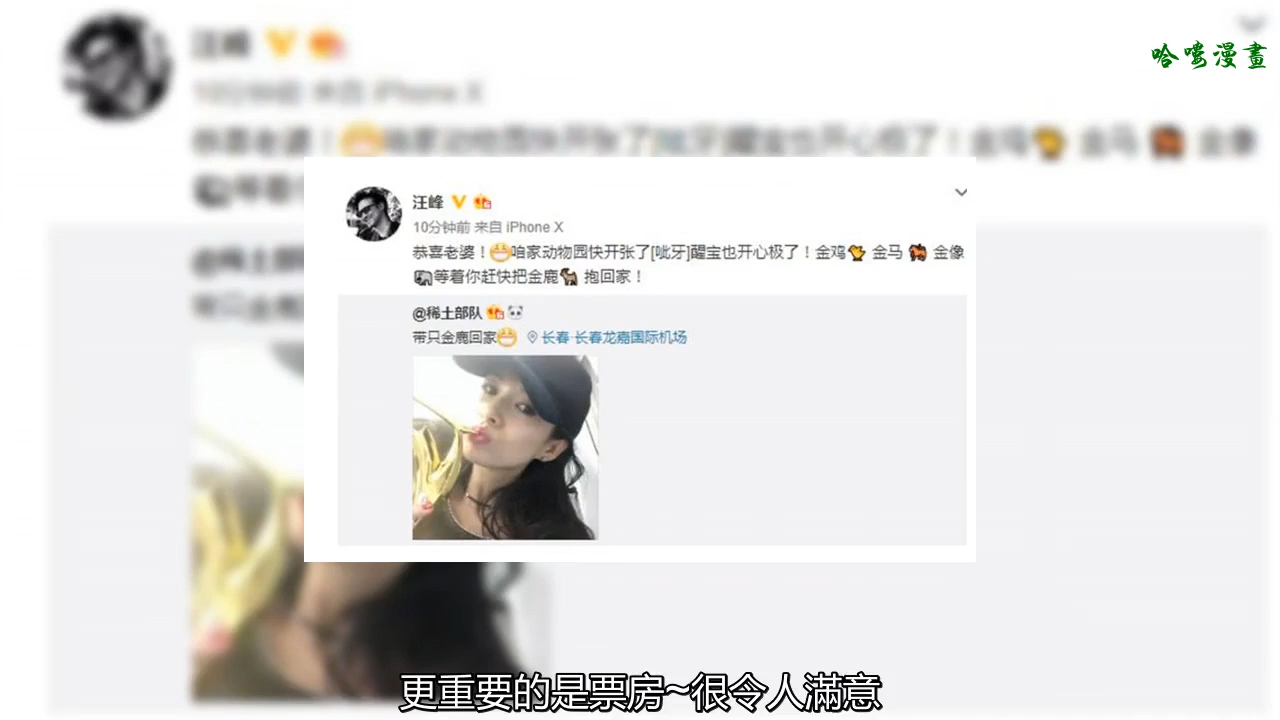 哈嘍漫畫
汪峰
10分钟前 来自 iPhone X
恭喜老婆！😁咱家动物园快开张了[呲牙]醒宝也开心极了！金鸡🐤 金马🐎 金像
🐘等着你赶快把金鹿🐐 抱回家！
@稀土部队
带只金鹿回家😁 长春·长春龙嘉国际机场
更重要的是票房~很令人滿意